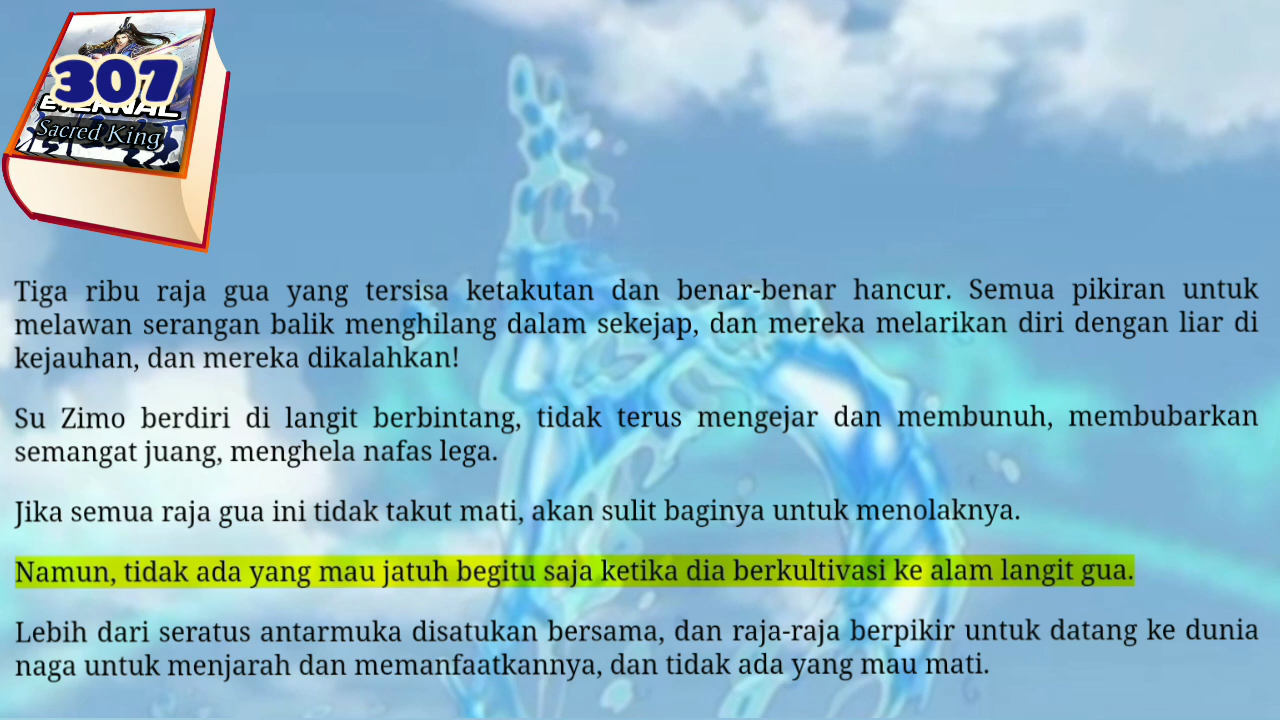 307
ETERNAL
Sacred King
Tiga ribu raja gua yang tersisa ketakutan dan benar-benar hancur. Semua pikiran untuk
melawan serangan balik menghilang dalam sekejap, dan mereka melarikan diri dengan liar di
kejauhan, dan mereka dikalahkan!
Su Zimo berdiri di langit berbintang, tidak terus mengejar dan membunuh, membubarkan
semangat juang, menghela nafas lega.
Jika semua raja gua ini tidak takut mati, akan sulit baginya untuk menolaknya.
Namun, tidak ada yang mau jatuh begitu saja ketika dia berkultivasi ke alam langit gua.
Lebih dari seratus antarmuka disatukan bersama, dan raja-raja berpikir untuk datang ke dunia
naga untuk menjarah dan memanfaatkannya, dan tidak ada yang mau mati.